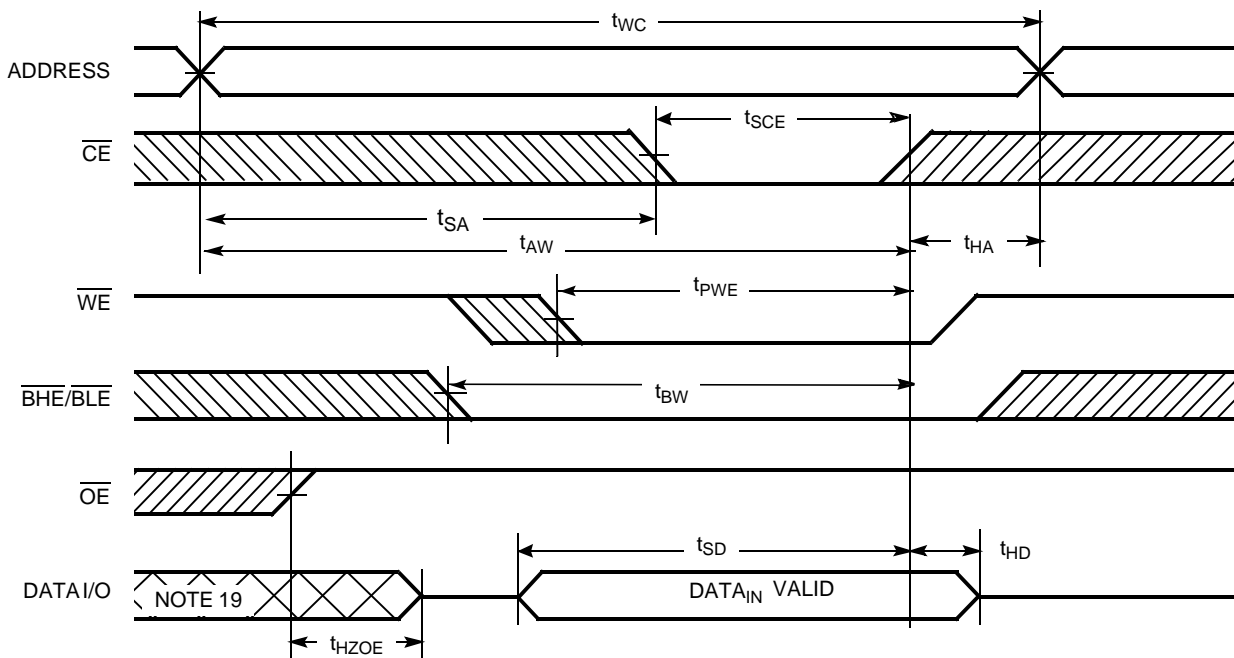 tWC
ADDRESS
tSCE
CE
tSA
tAW
tHA
tPWE
WE
tBW
BHE/BLE
OE
tSD
tHD
DATA I/O
NOTE 19
DATAIN VALID
tHZOE